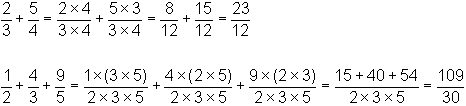 2/3 + 5/4 = (2×4)/(3×4) + (5×3)/(3×4) = 8/12 + 15/12 = 23/12
1/2 + 4/3 + 9/5 = (1×(3×5))/(2×3×5) + (4×(2×5))/(2×3×5) + (9×(2×3))/(2×3×5) = (15+40+54)/(2×3×5) = 109/30